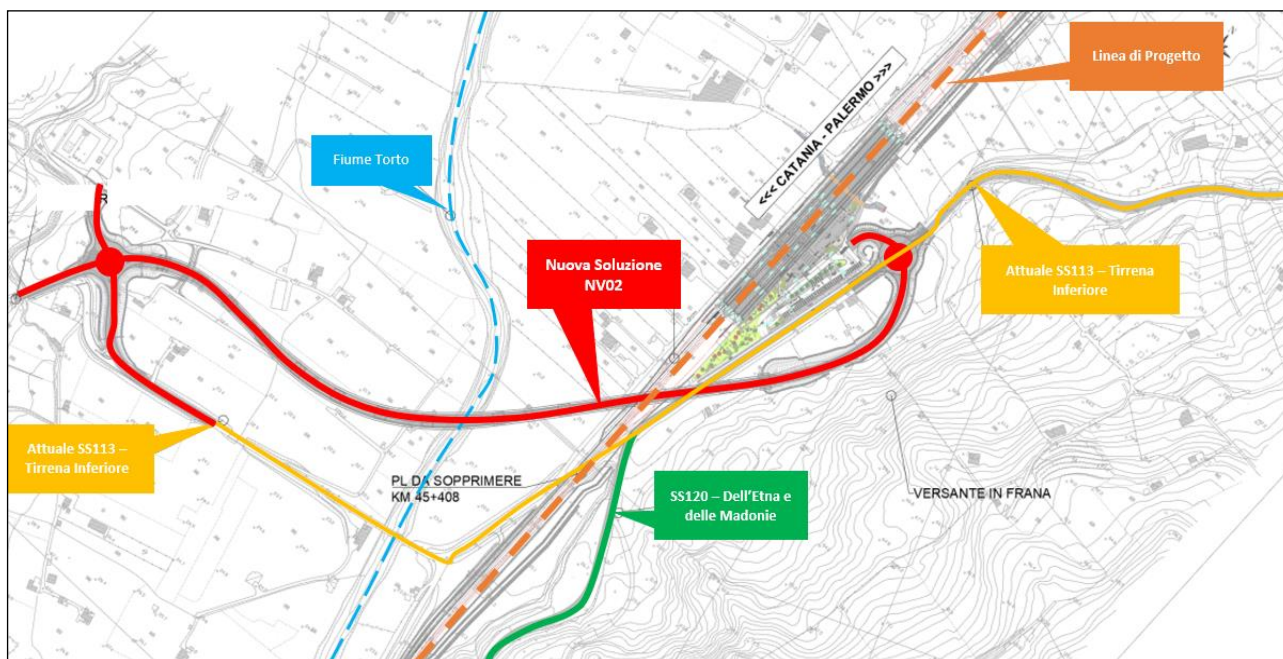 Linea di Progetto
<<< CATANIA - PALERMO >>>
Fiume Torto
R
Nuova Soluzione
NV02
Attuale SS113 – Tirrena
Inferiore
Attuale SS113 –
Tirrena Inferiore
PL DA SOPPRIMERE
KM 45+408
SS120 – Dell'Etna e
delle Madonie
VERSANTE IN FRANA